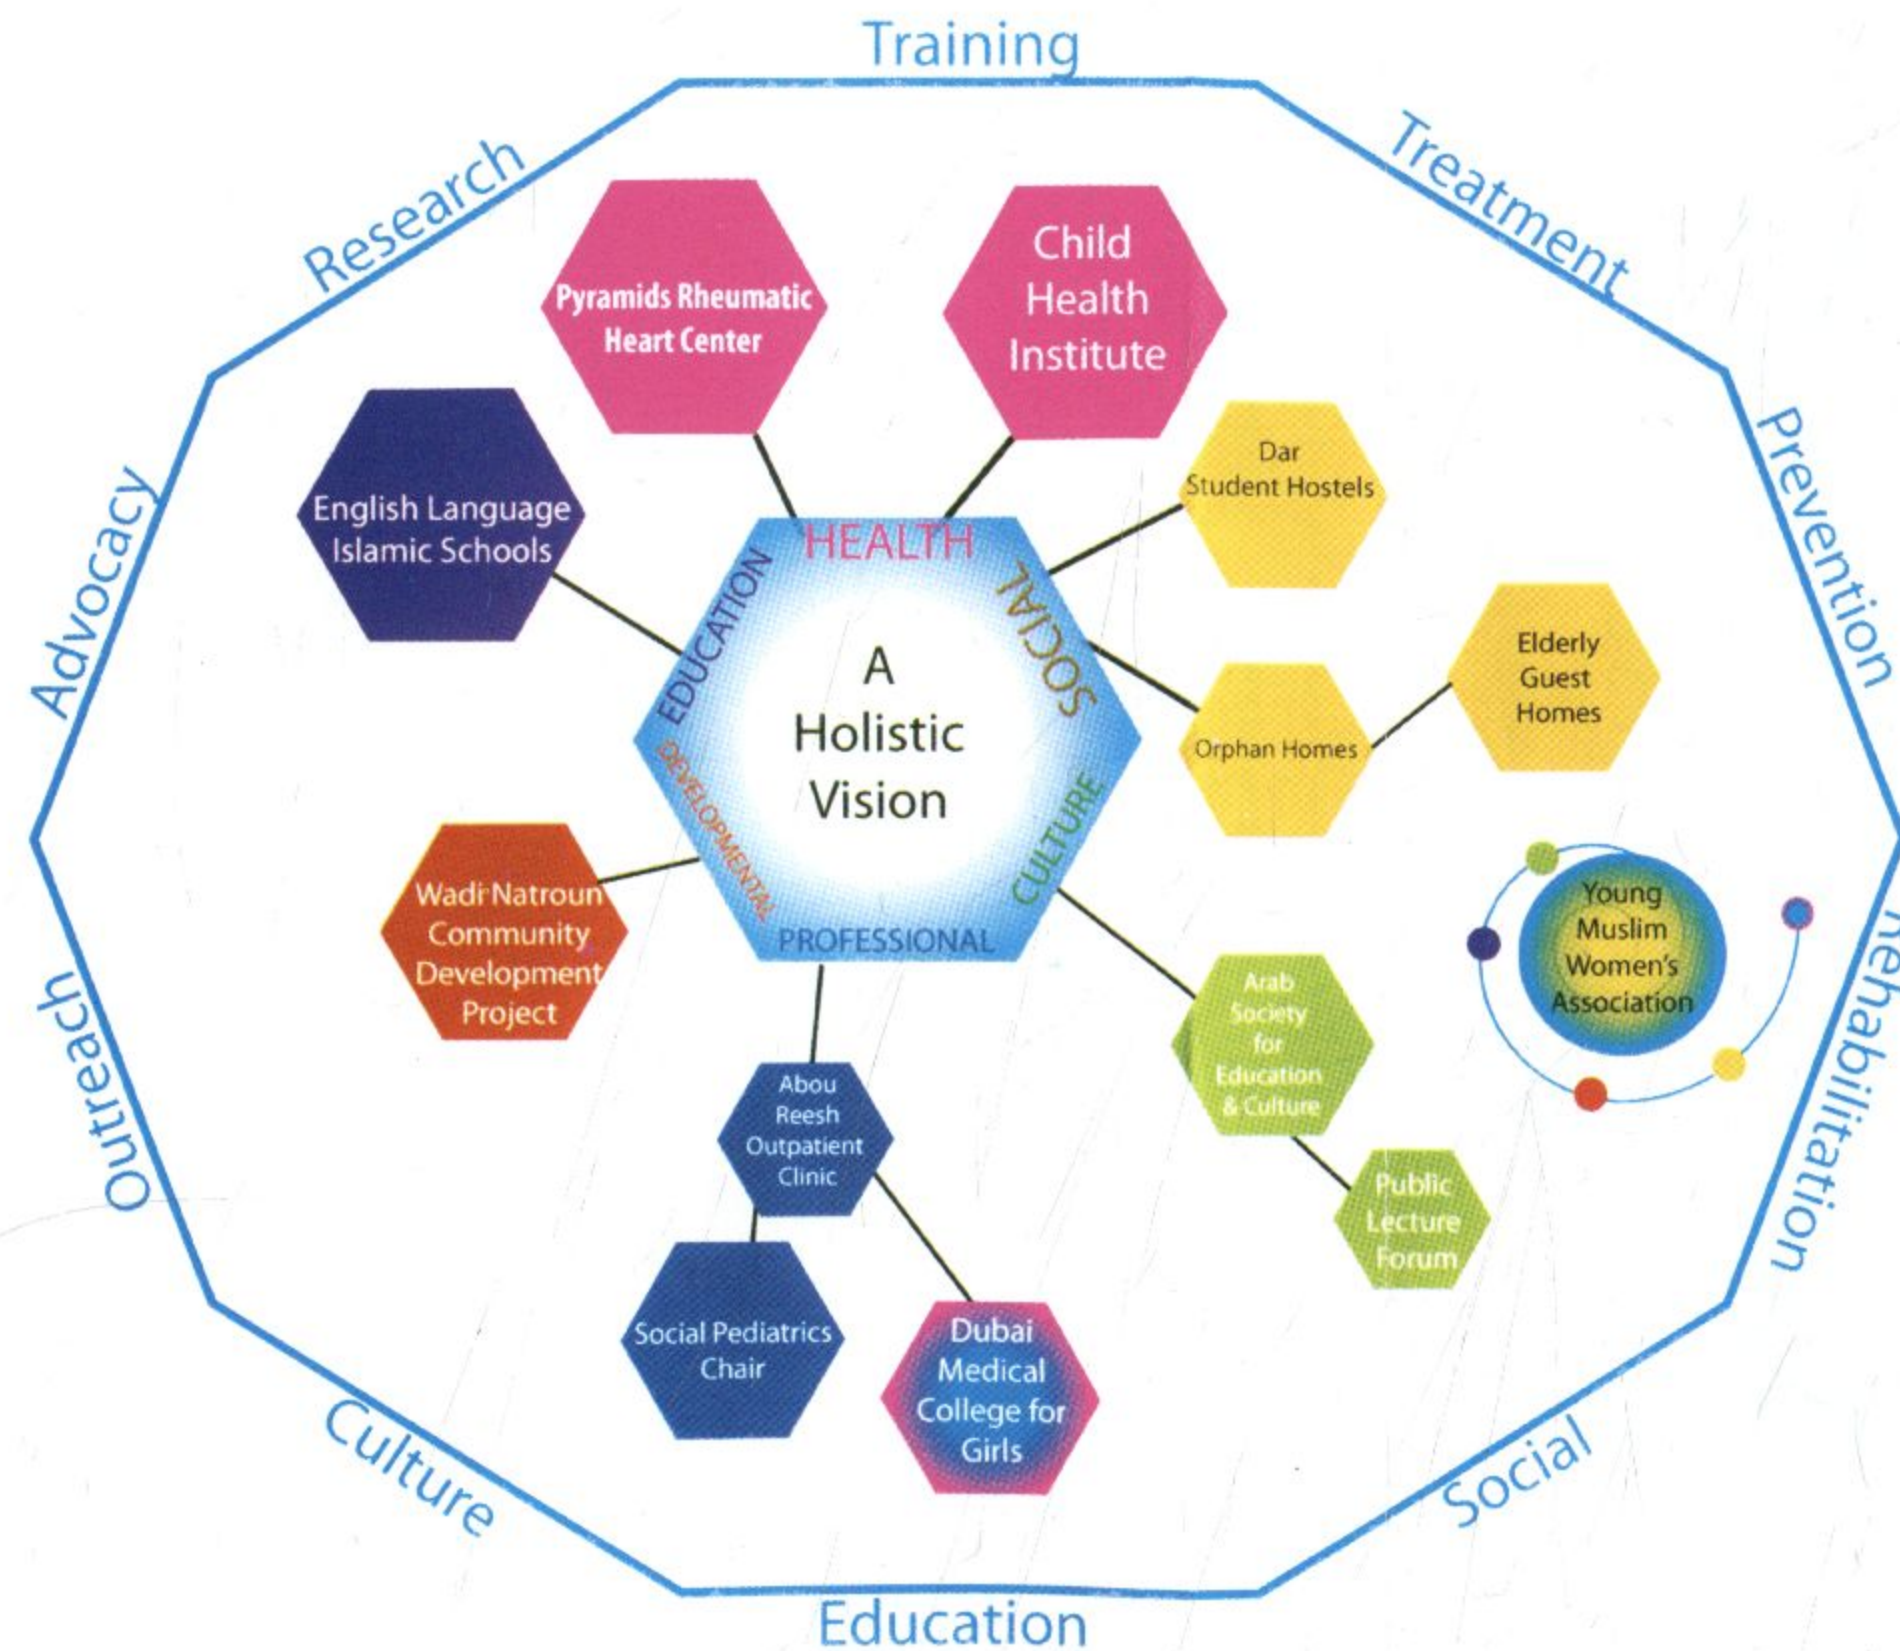 Training
Research
Treatment
Pyramids Rheumatic
Heart Center
Child
Health
Institute
Advocacy
Prevention
English Language
Islamic Schools
Dar
Student Hostels
HEALTH
EDUCATION
SOCIAL
A
Holistic
Vision
DEVELOPMENTAL
CULTURE
PROFESSIONAL
Orphan Homes
Elderly
Guest
Homes
Wadi Natroun
Community
Development
Project
Young
Muslim
Women's
Association
Arab
Society
for
Education
& Culture
Outreach
Rehabilitation
Abou
Reesh
Outpatient
Clinic
Public
Lecture
Forum
Social Pediatrics
Chair
Dubai
Medical
College for
Girls
Culture
Social
Education